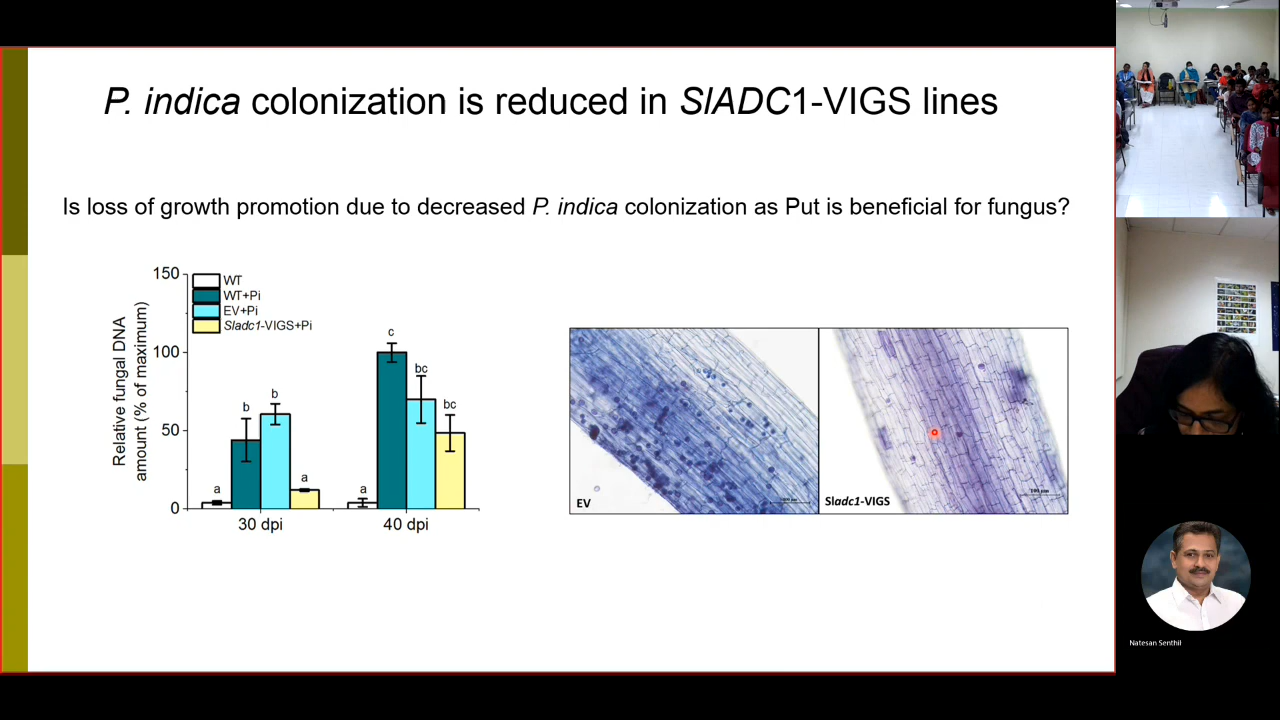 P. indica colonization is reduced in SlADC1-VIGS lines
Is loss of growth promotion due to decreased P. indica colonization as Put is beneficial for fungus?
Relative fungal DNA
amount (% of maximum)
150
100
50
0
WT
WT+Pi
EV+Pi
Sladc1-VIGS+Pi
a
b
b
a
a
c
bc
bc
30 dpi
40 dpi
EV
Sladc1-VIGS
100 µm
Natesan Senthil